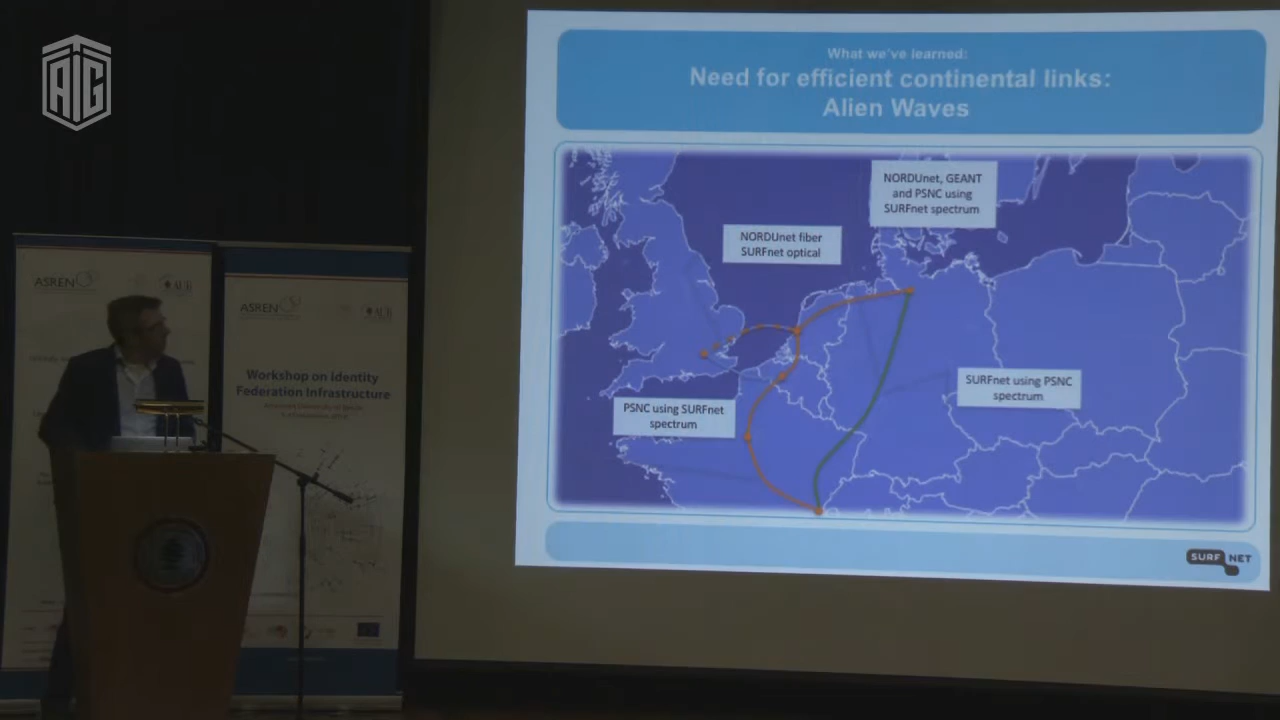 TAG
What we've learned:
Need for efficient continental links:
Alien Waves
NORDUnet, GEANT
and PSNC using
SURFnet spectrum
NORDUnet fiber
SURFnet optical
SURFnet using PSNC
spectrum
PSNC using SURFnet
spectrum
SURF NET
ASREN
ASREN
AUB
Workshop on Identity
Federation Infrastructure